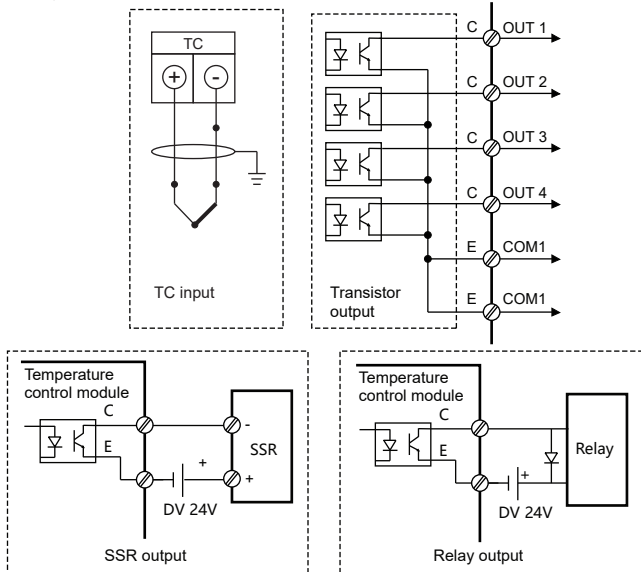 TC
+ -
TC input
C OUT 1
C OUT 2
C OUT 3
C OUT 4
E COM1
E COM1
Transistor
output
Temperature
control module
C
E
-
+
+
SSR
DV 24V
SSR output
Temperature
control module
C
E
+
Relay
DV 24V
Relay output